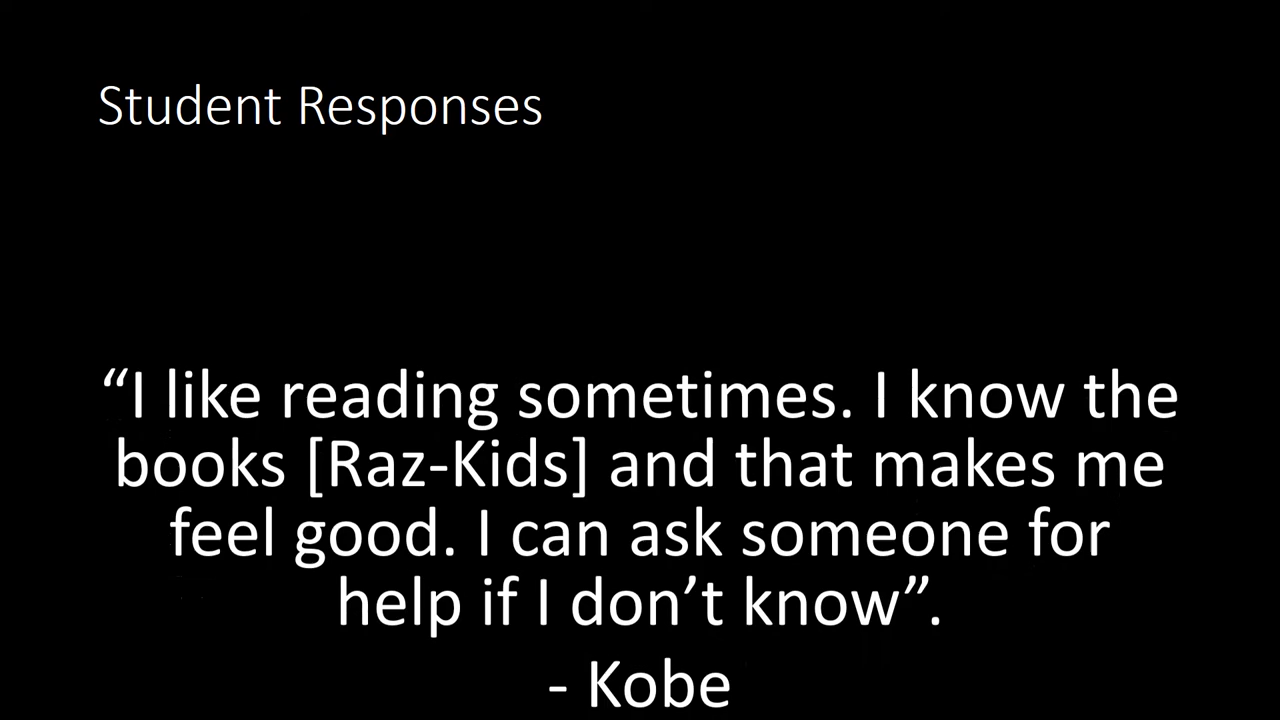 Student Responses
“I like reading sometimes. I know the
books [Raz-Kids] and that makes me
feel good. I can ask someone for
help if I don’t know”.
- Kobe